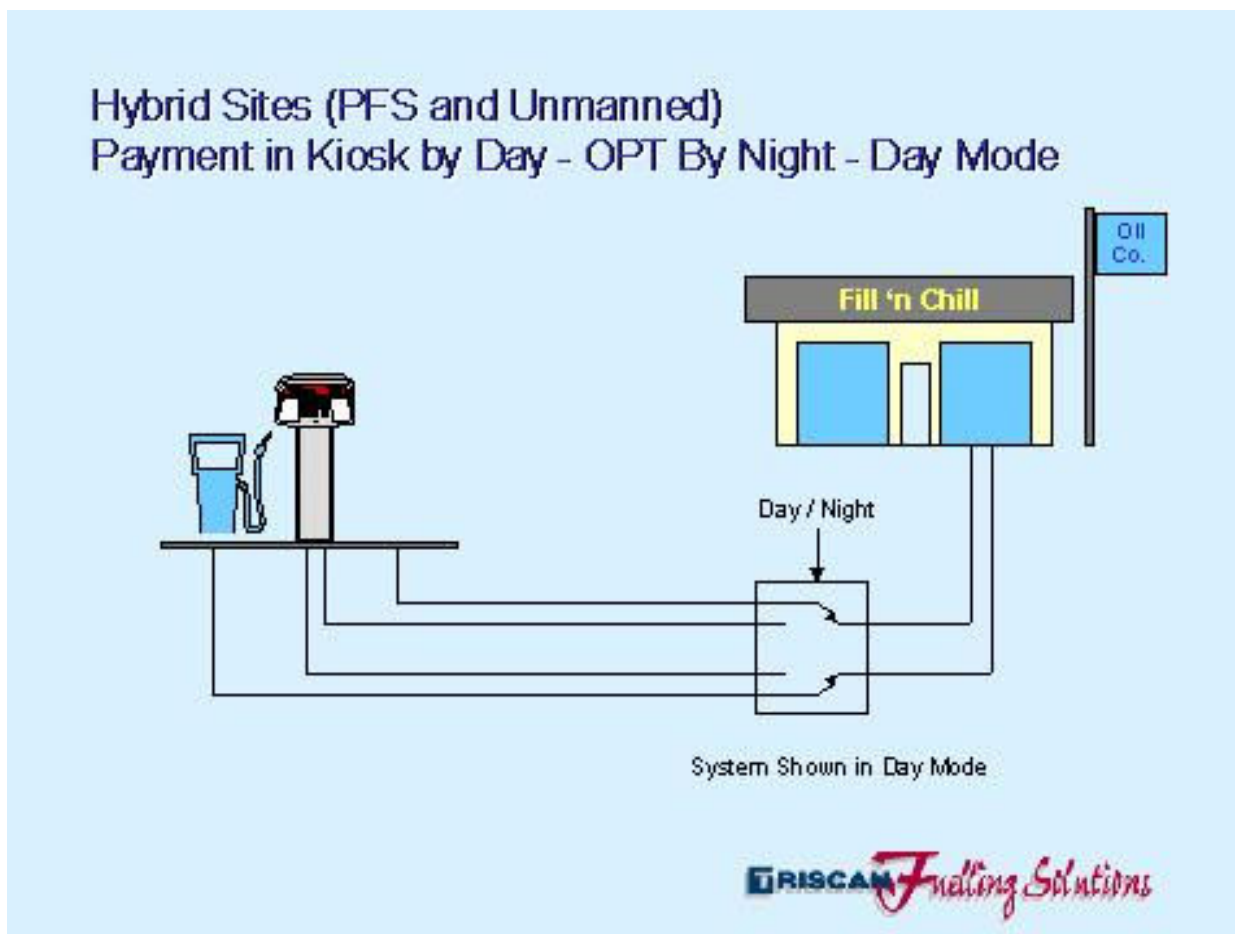 Hybrid Sites (PFS and Unmanned)
Payment in Kiosk by Day - OPT By Night - Day Mode
Oil
Co.
Fill ‘n Chill
Day / Night
System Shown in Day Mode
TRISCAN Fuelling Solutions